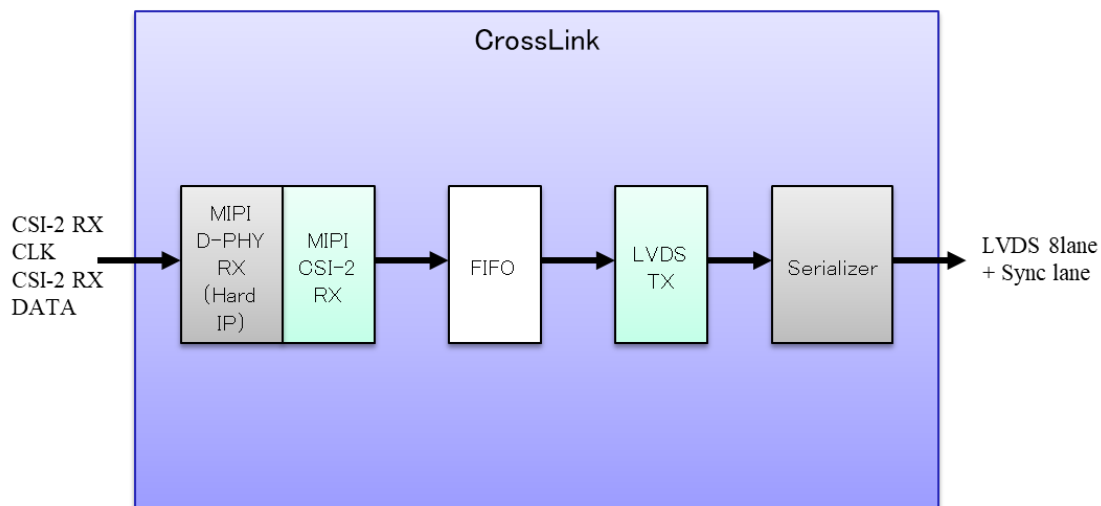 CrossLink
CSI-2 RX
CLK
CSI-2 RX
DATA
MIPI
D-PHY
RX
(Hard
IP)
MIPI
CSI-2
RX
FIFO
LVDS
TX
Serializer
LVDS 8lane
+ Sync lane